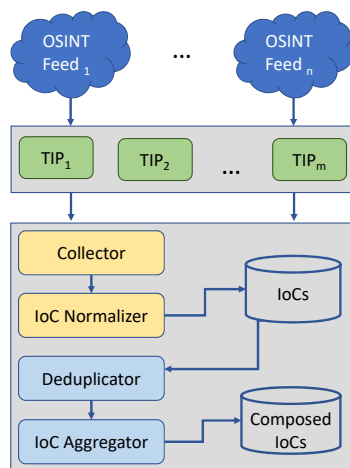 OSINT
Feed 1
...
OSINT
Feed n
TIP1
TIP2
...
TIPm
Collector
IoC Normalizer
IoCs
Deduplicator
IoC Aggregator
Composed
IoCs